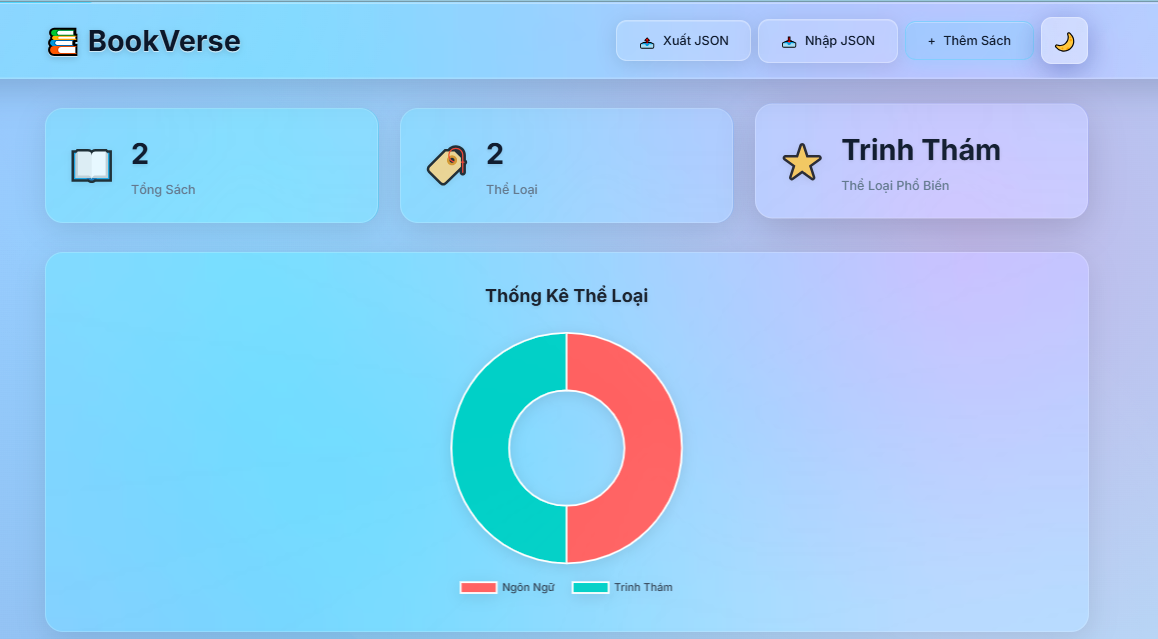 BookVerse
Xuất JSON
Nhập JSON
+ Thêm Sách
2
Tổng Sách
2
Thể Loại
Trinh Thám
Thể Loại Phổ Biến
Thống Kê Thể Loại
Ngôn Ngữ
Trinh Thám